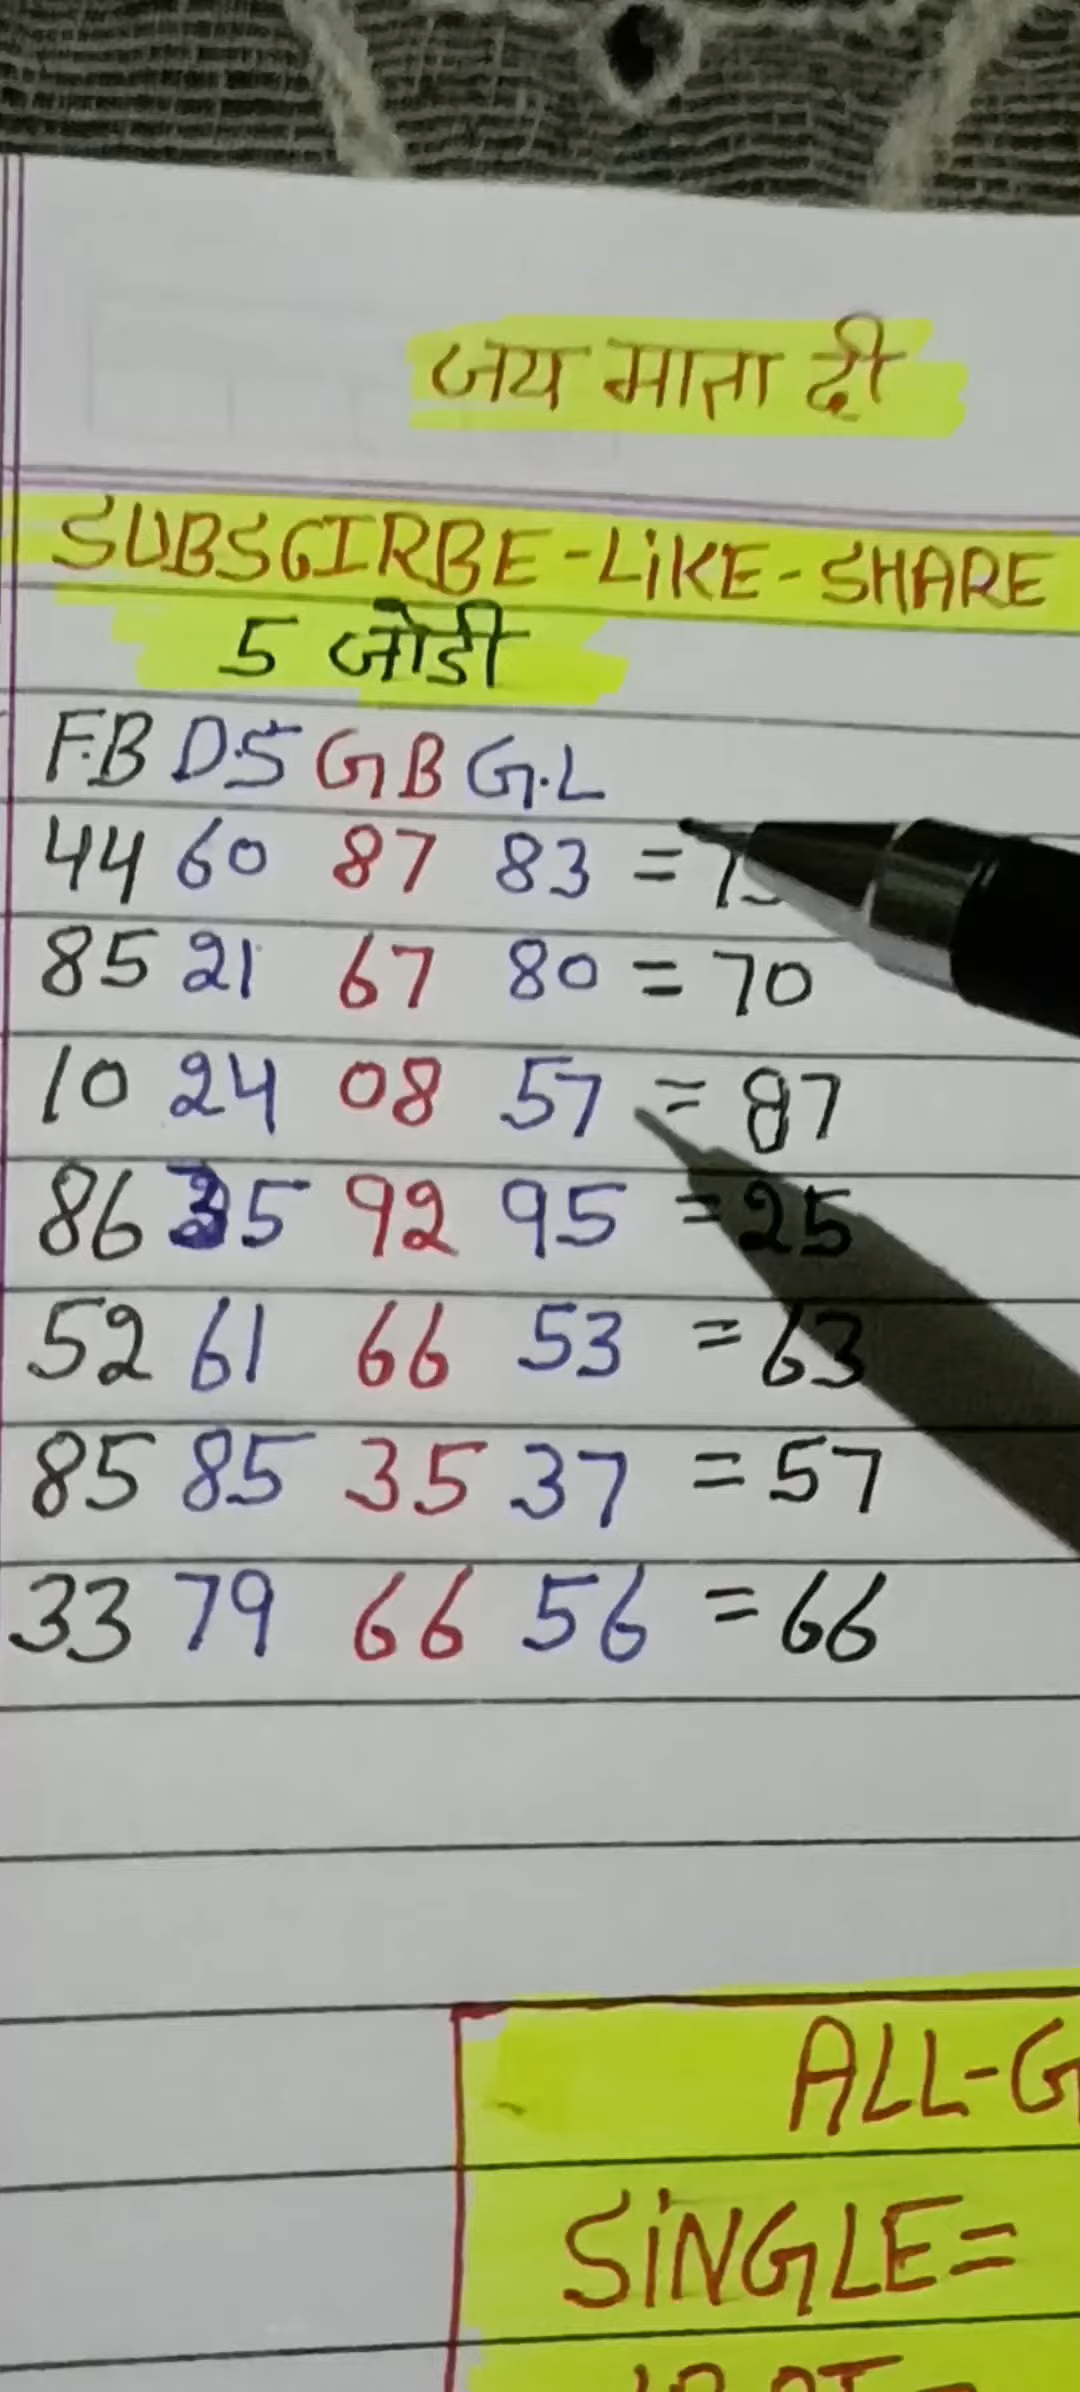 जय माता दी
SUBSGIRBE-LiKE-SHARE
5 जोडी
F.B D.S GB G.L
44 60 87 83 =
85 21 67 80 = 70
10 24 08 57 = 87
86 35 92 95 = 25
52 61 66 53 = 63
85 85 35 37 = 57
33 79 66 56 = 66
ALL-G
SiNGLE=